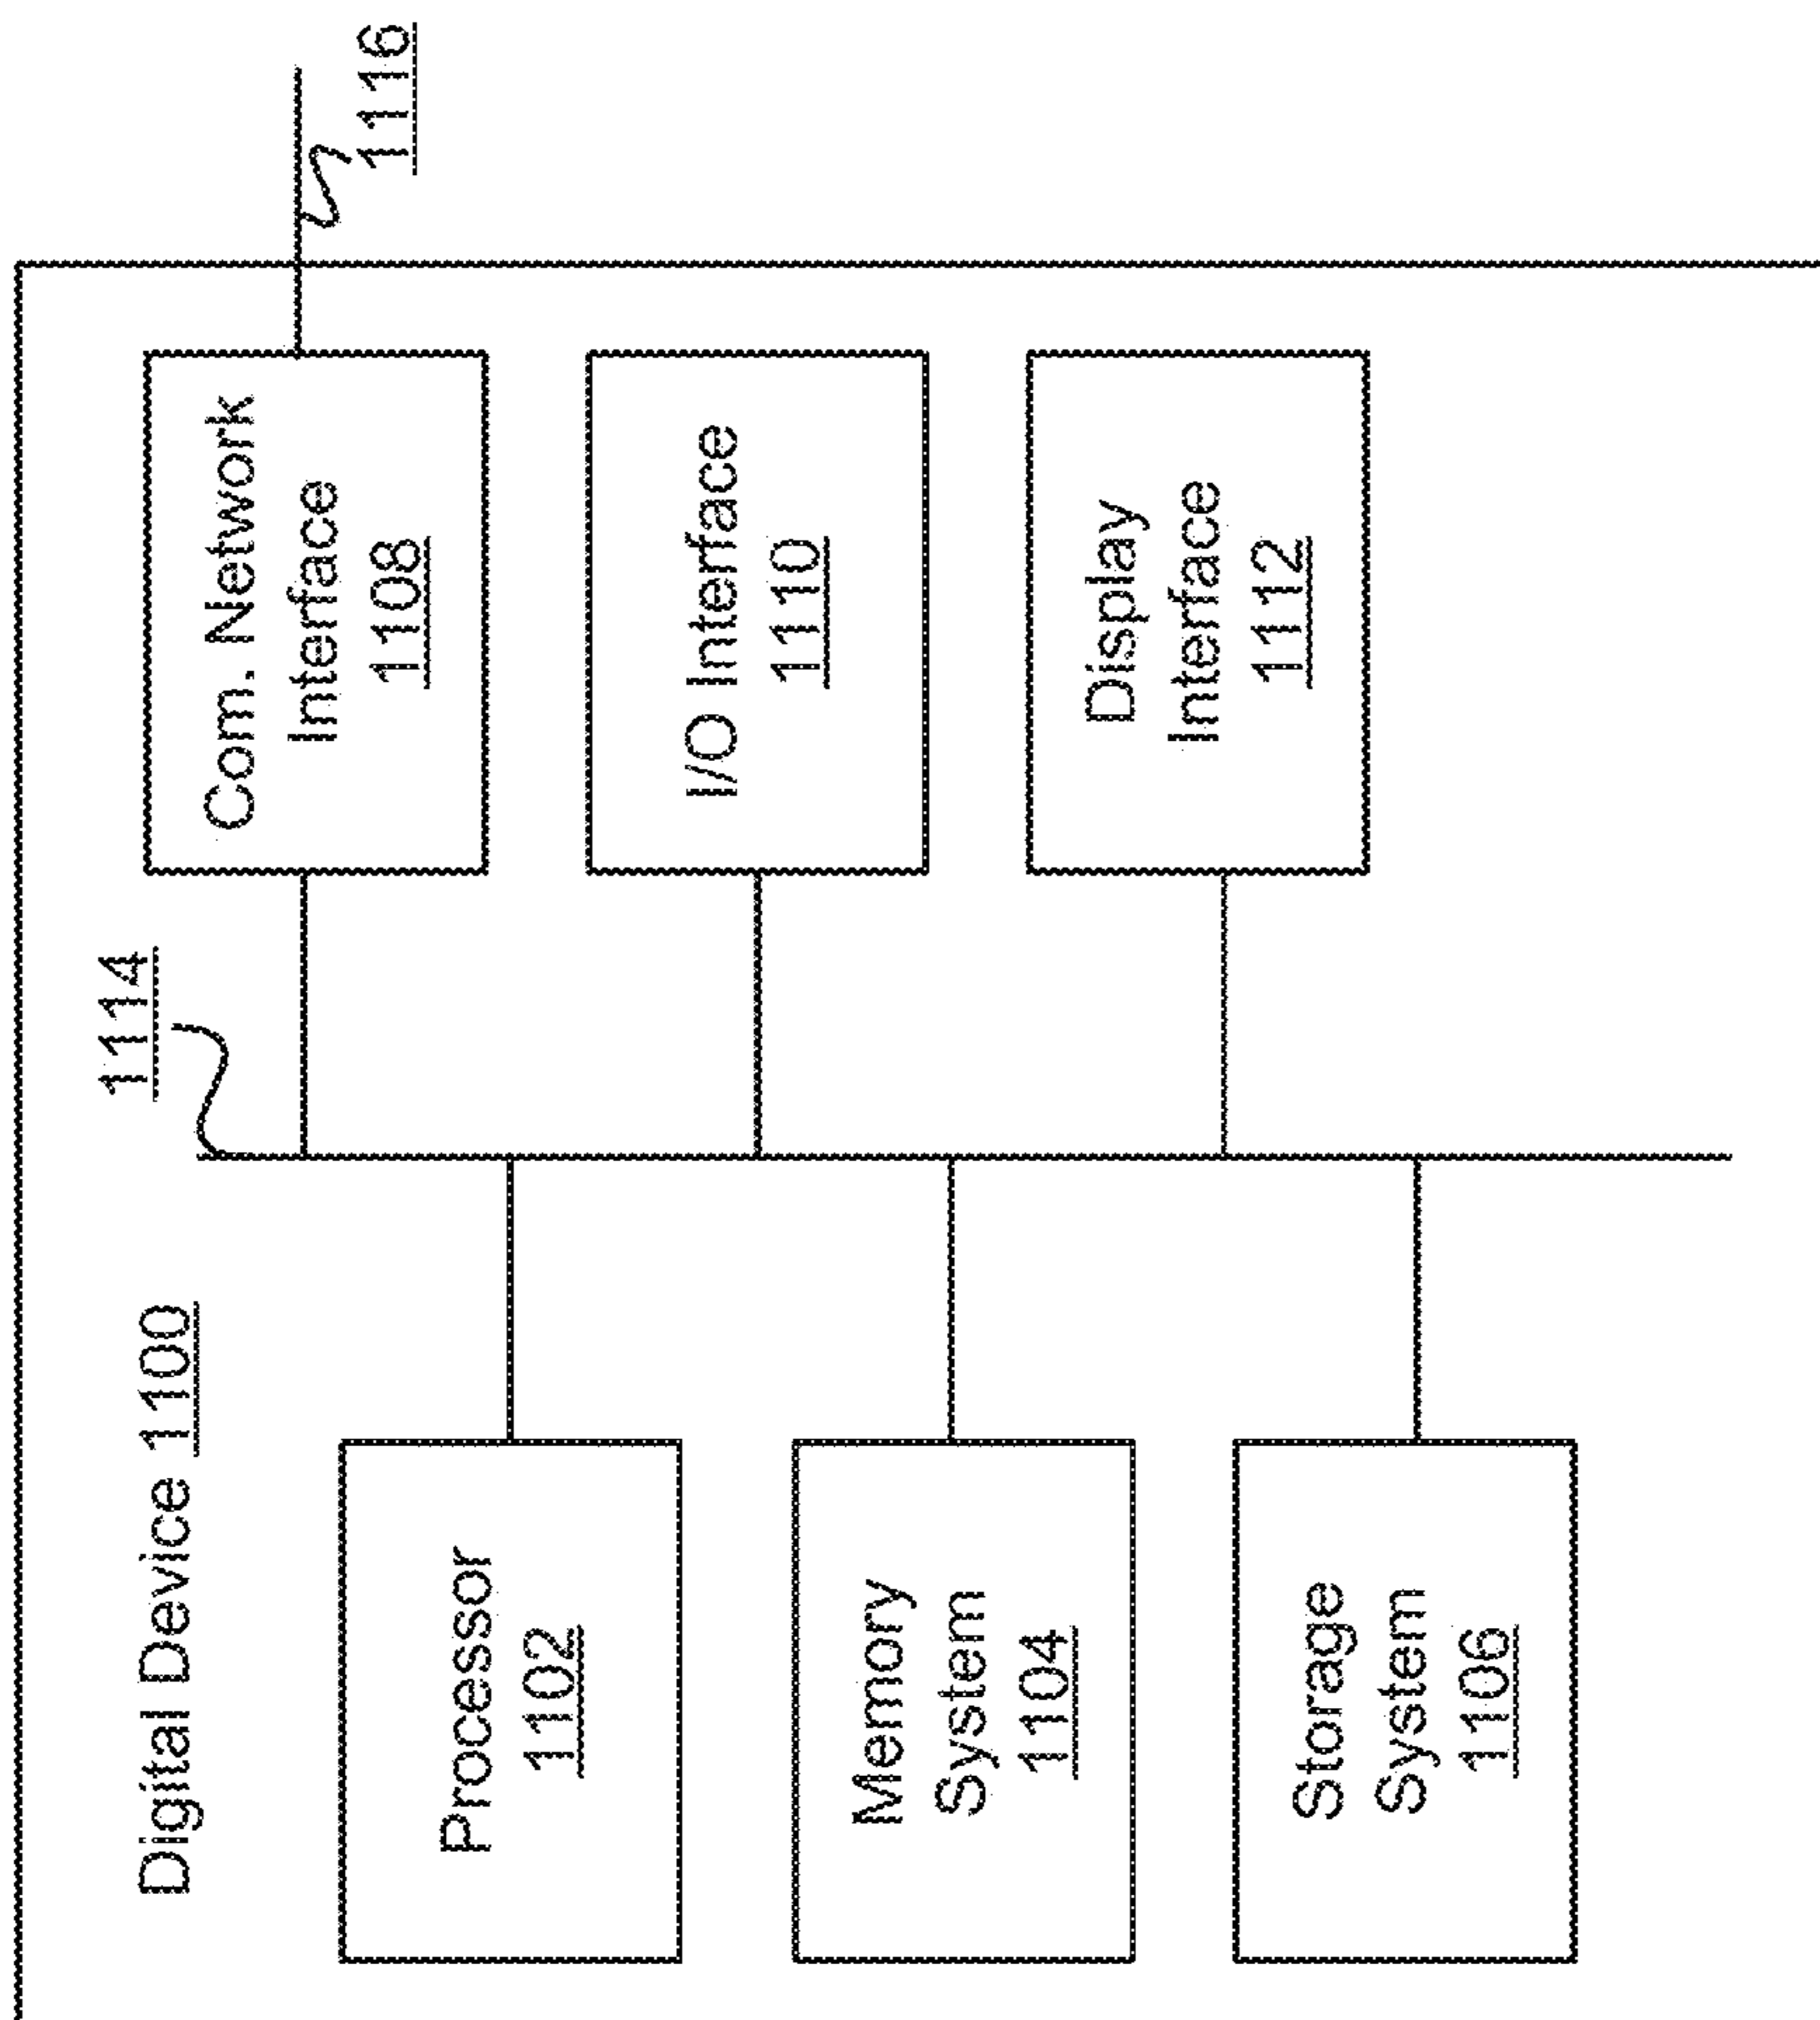 Digital Device 1100
1114
Processor
1102
Memory
System
1104
Storage
System
1106
Com. Network
Interface
1108
I/O Interface
1110
Display
Interface
1112
1116